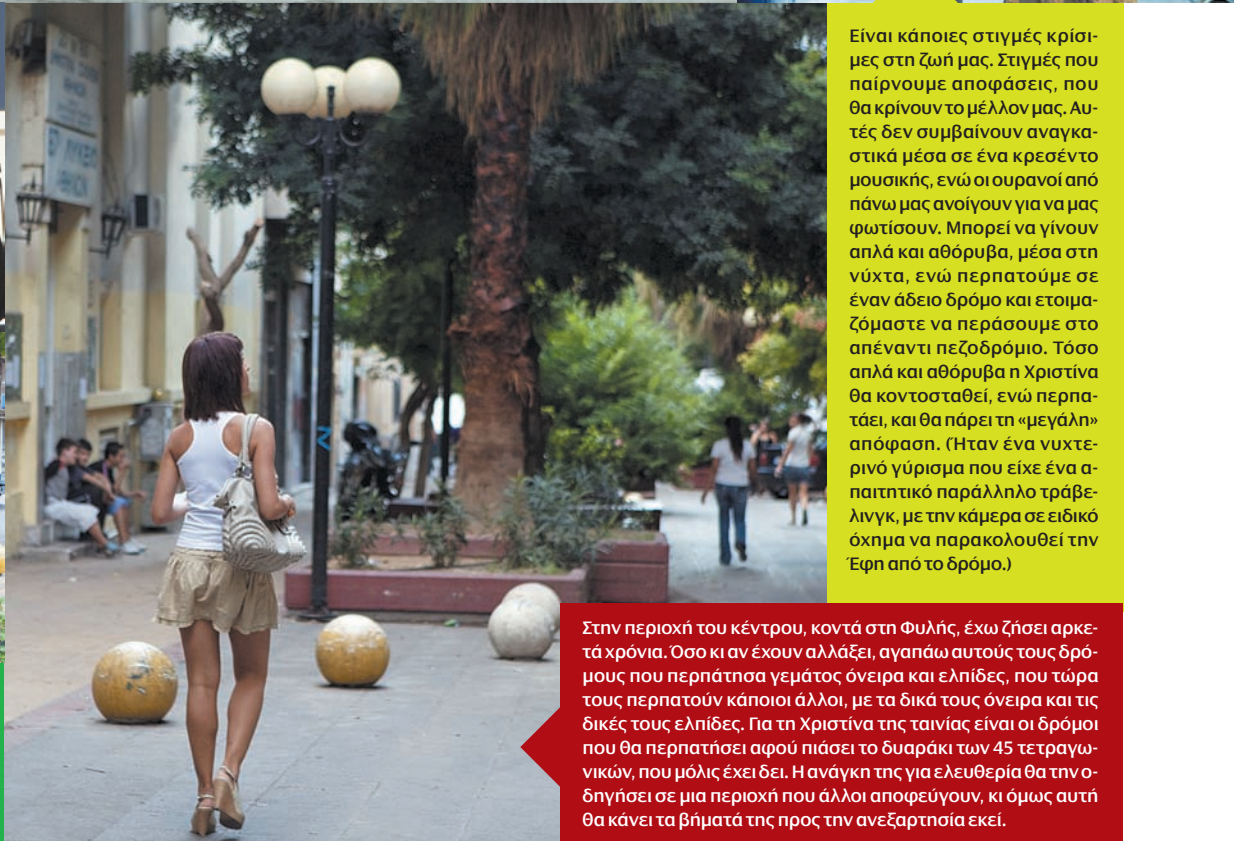 Είναι κάποιες στιγμές κρίσι-
μες στη ζωή μας. Στιγμές που
παίρνουμε αποφάσεις, που
θα κρίνουν το μέλλον μας. Αυ-
τές δεν συμβαίνουν αναγκα-
στικά μέσα σε ένα κρεσέντο
μουσικής, ενώ οι ουρανοί από
πάνω μας ανοίγουν για να μας
φωτίσουν. Μπορεί να γίνουν
απλά και αθόρυβα, μέσα στη
νύχτα, ενώ περπατούμε σε
έναν άδειο δρόμο και ετοιμα-
ζόμαστε να περάσουμε στο
απέναντι πεζοδρόμιο. Τόσο
απλά και αθόρυβα η Χριστίνα
θα κοντοσταθεί, ενώ περπα-
τάει, και θα πάρει τη «μεγάλη»
απόφαση. (Ήταν ένα νυχτε-
ρινό γύρισμα που είχε ένα α-
παιτητικό παράλληλο τράβε-
λινγκ, με την κάμερα σε ειδικό
όχημα να παρακολουθεί την
Έφη από το δρόμο.)
Στην περιοχή του κέντρου, κοντά στη Φυλής, έχω ζήσει αρκε-
τά χρόνια. Όσο κι αν έχουν αλλάξει, αγαπάω αυτούς τους δρό-
μους που περπάτησα γεμάτος όνειρα και ελπίδες, που τώρα
τους περπατούν κάποιοι άλλοι, με τα δικά τους όνειρα και τις
δικές τους ελπίδες. Για τη Χριστίνα της ταινίας είναι οι δρόμοι
που θα περπατήσει αφού πιάσει το δυαράκι των 45 τετραγω-
νικών, που μόλις έχει δει. Η ανάγκη της για ελευθερία θα την ο-
δηγήσει σε μια περιοχή που άλλοι αποφεύγουν, κι όμως αυτή
θα κάνει τα βήματά της προς την ανεξαρτησία εκεί.